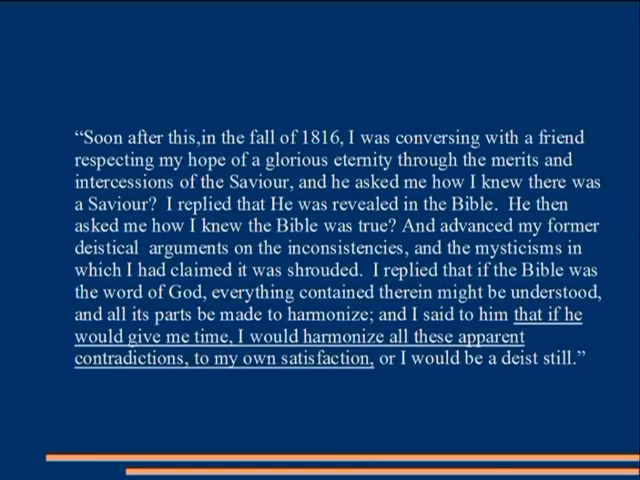 “Soon after this,in the fall of 1816, I was conversing with a friend
respecting my hope of a glorious eternity through the merits and
intercessions of the Saviour, and he asked me how I knew there was
a Saviour?  I replied that He was revealed in the Bible.  He then
asked me how I knew the Bible was true? And advanced my former
deistical  arguments on the inconsistencies, and the mysticisms in
which I had claimed it was shrouded.  I replied that if the Bible was
the word of God, everything contained therein might be understood,
and all its parts be made to harmonize; and I said to him that if he
would give me time, I would harmonize all these apparent
contradictions, to my own satisfaction, or I would be a deist still.”